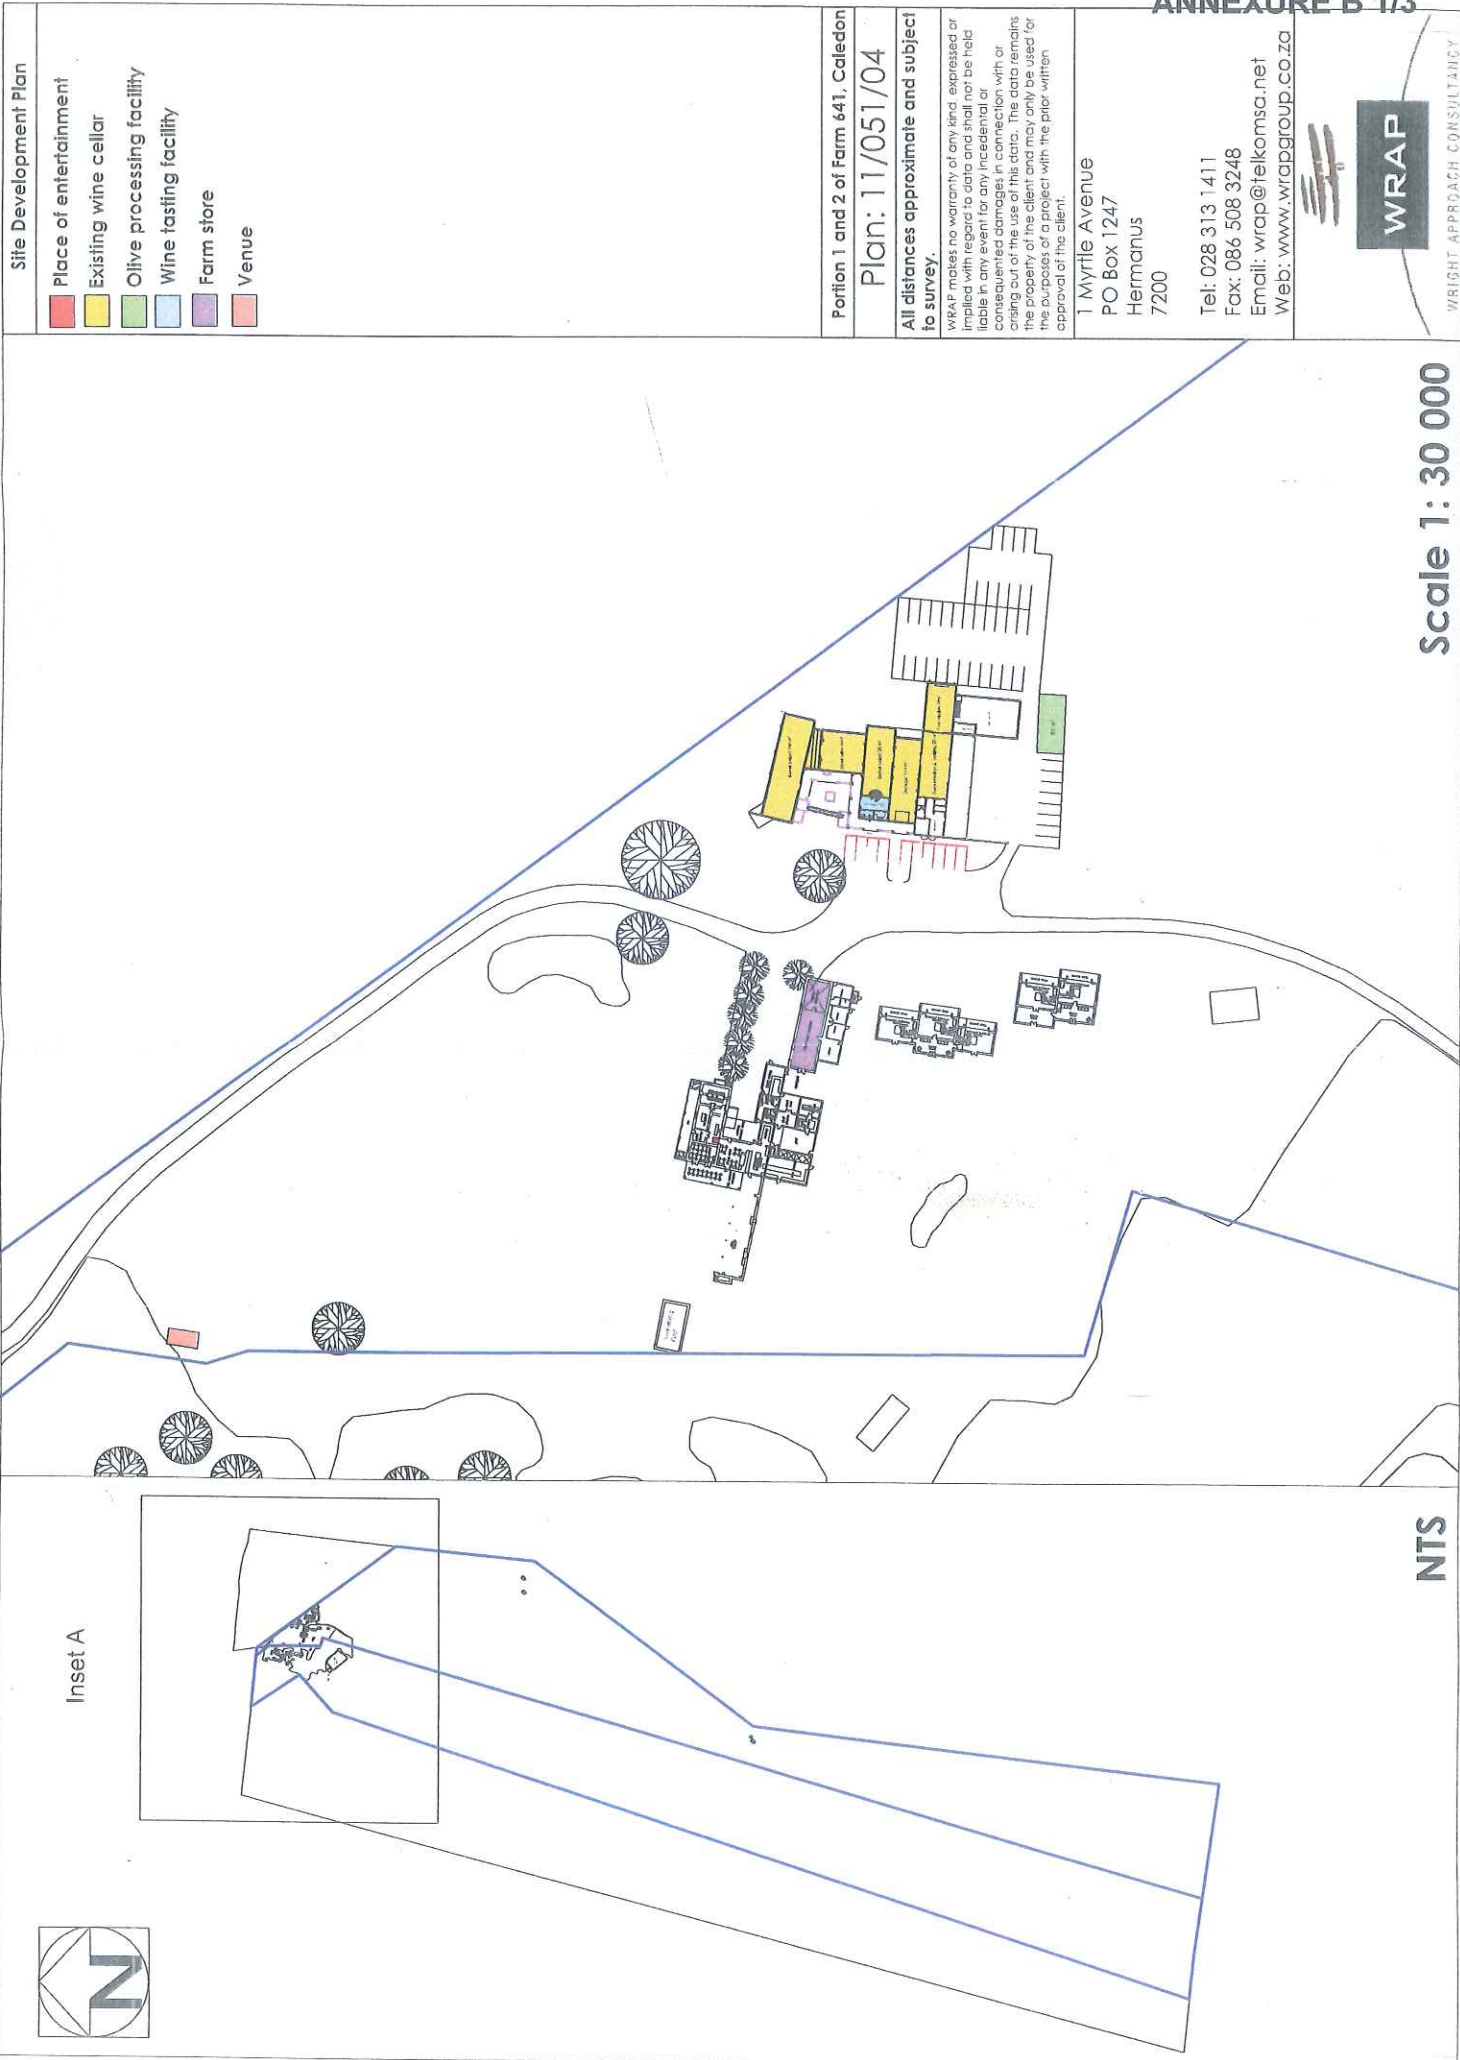 ANNEXURE B 1/3
Site Development Plan
Place of entertainment
Existing wine cellar
Olive processing facility
Wine tasting facility
Farm store
Venue
Portion 1 and 2 of Farm 641, Caledon
Plan: 11/051/04
All distances approximate and subject
to survey.
WRAP makes no warranty of any kind, expressed or
implied with regard to data and shall not be held
liable in any event for any incedental or
consequented damages in connection with or
arising out of the use of this data. The data remains
the property of the client and may only be used for
the purposes of a project with the prior written
approval of the client.
1 Myrtle Avenue
PO Box 1247
Hermanus
7200
Tel: 028 313 1411
Fax: 086 508 3248
Email: wrap@telkomsa.net
Web: www.wrapgroup.co.za
WRAP
WRIGHT APPROACH CONSULTANCY
Scale 1: 30 000
Inset A
NTS
N